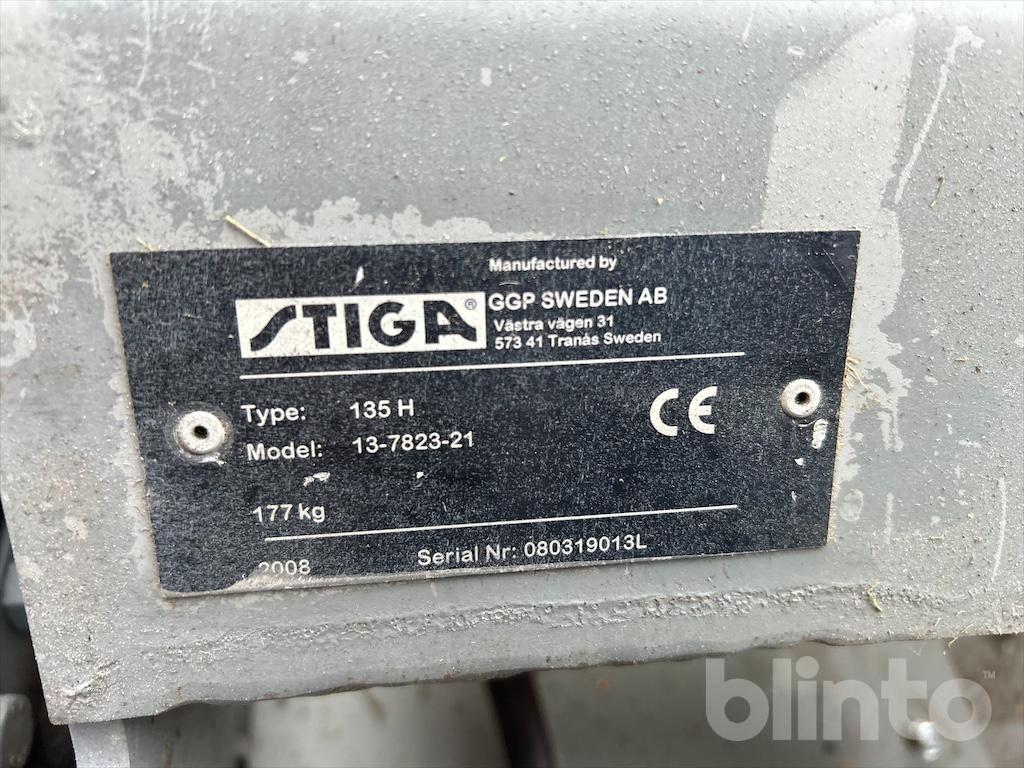 Manufactured by
STIGA®
GGP SWEDEN AB
Västra vägen 31
573 41 Tranås Sweden
Type: 135 H
Model: 13-7823-21
CE
177 kg
2008
Serial Nr: 080319013L
blinto™